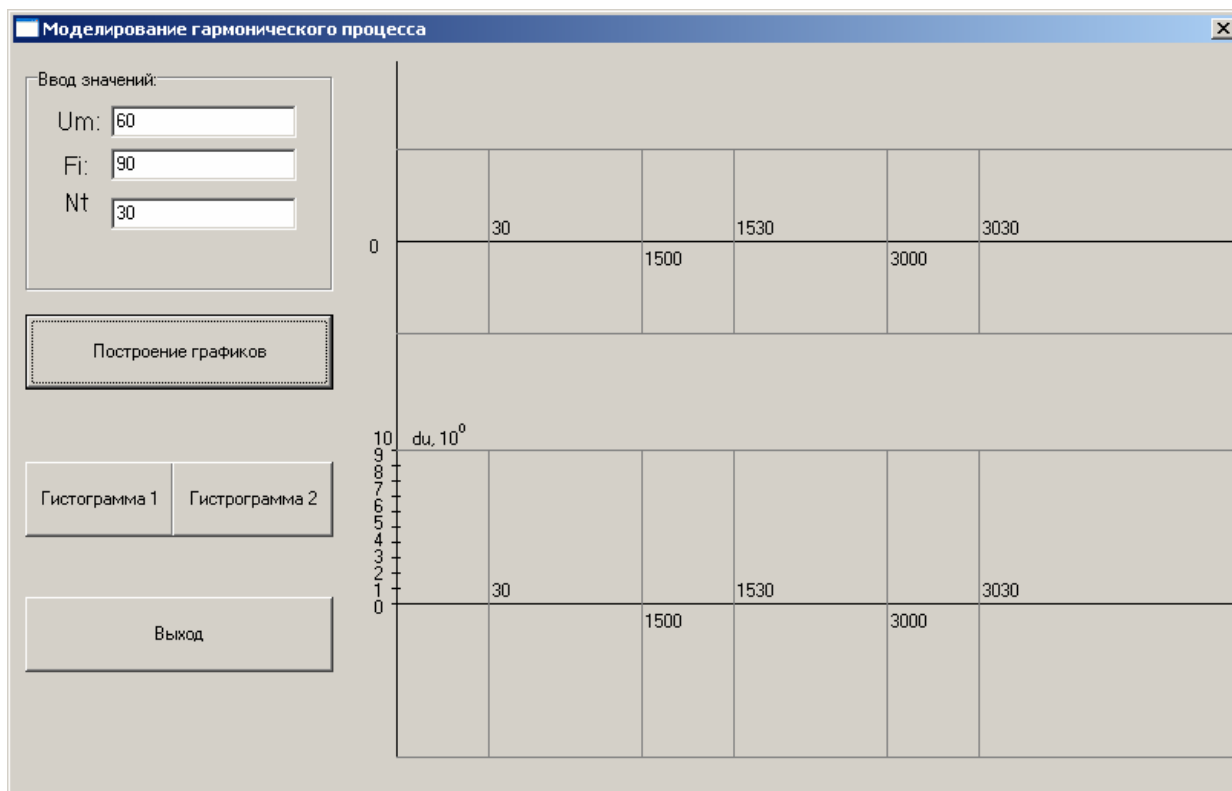 Моделирование гармонического процесса
Ввод значений:
Um: 60
Fi: 90
Nt 30
Построение графиков
Гистограмма 1
Гистрограмма 2
Выход
30 1530 3030
0
1500 3000
10 du, 10⁰
9
8
7
6
5
4
3
2
1 30 1530 3030
0
1500 3000